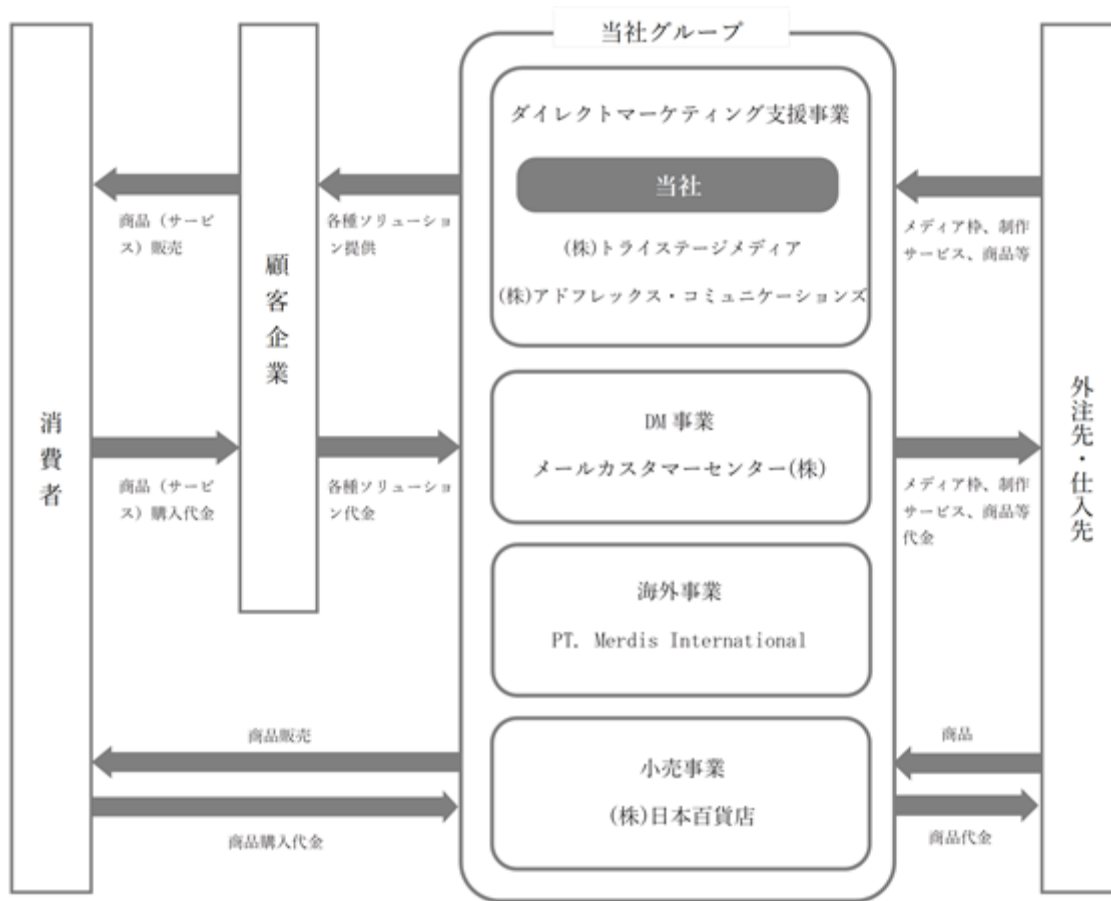 当社グループ
ダイレクトマーケティング支援事業
当社
(株)トライステージメディア
(株)アドフレックス・コミュニケーションズ
DM 事業
メールカスタマーセンター(株)
海外事業
PT. Merdis International
小売事業
(株)日本百貨店
消費者
顧客企業
外注先・仕入先
商品(サービ
ス)販売
各種ソリューショ
ン提供
メディア枠、制作
サービス、商品等
商品(サービ
ス)購入代金
各種ソリューショ
ン代金
メディア枠、制作
サービス、商品等
代金
商品販売
商品購入代金
商品
商品代金